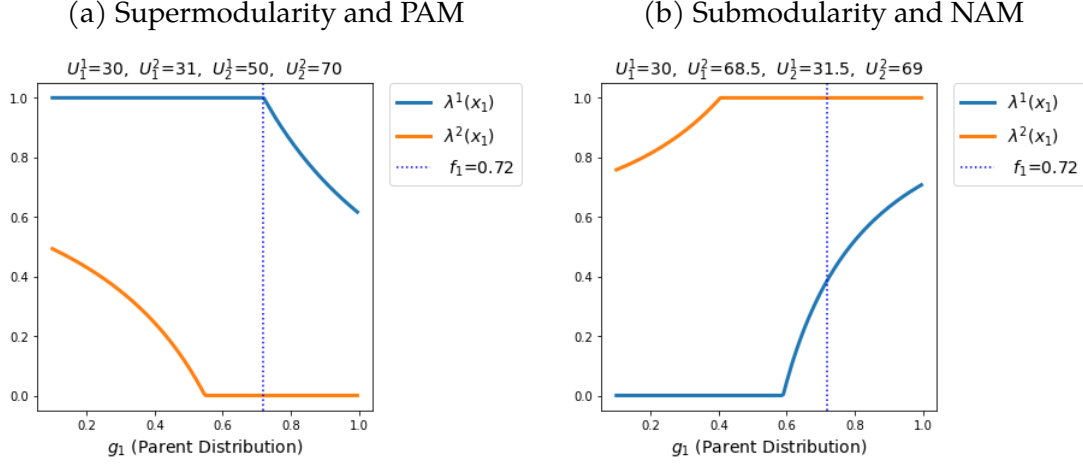 (a) Supermodularity and PAM
U₁¹=30, U₁²=31, U₂¹=50, U₂²=70
1.0
0.8
0.6
0.4
0.2
0.0
0.2 0.4 0.6 0.8 1.0
g₁ (Parent Distribution)
λ¹(x₁)
λ²(x₁)
f₁=0.72
(b) Submodularity and NAM
U₁¹=30, U₁²=68.5, U₂¹=31.5, U₂²=69
1.0
0.8
0.6
0.4
0.2
0.0
0.2 0.4 0.6 0.8 1.0
g₁ (Parent Distribution)
λ¹(x₁)
λ²(x₁)
f₁=0.72